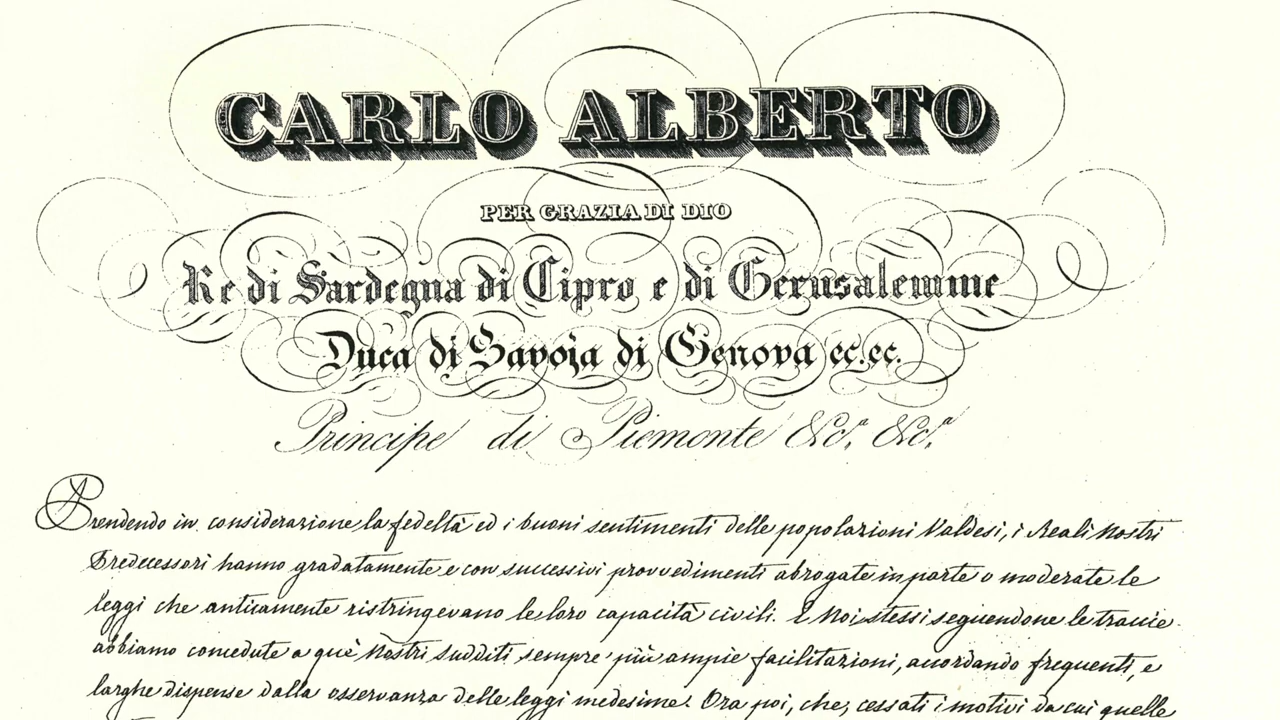 CARLO ALBERTO
PER GRAZIA DI DIO
Re di Sardegna di Cipro e di Gerusalemme
Duca di Savoja di Genova ec. ec.
Principe di Piemonte &c.a &c.a
Prendendo in considerazione la fedeltà ed i buoni sentimenti delle popolazioni Valdesi, i Reali Nostri
Predecessori hanno gradatamente e con successivi provvedimenti abrogate in parte o moderate le
leggi che anticamente ristringevano le loro capacità civili. E Noi stessi seguendone le traccie
abbiamo concedute a què Nostri sudditi sempre più ampie facilitazioni, accordando frequenti, e
larghe dispense dalla osservanza delle leggi medesime. Ora poi, che, cessati i motivi da cui quelle